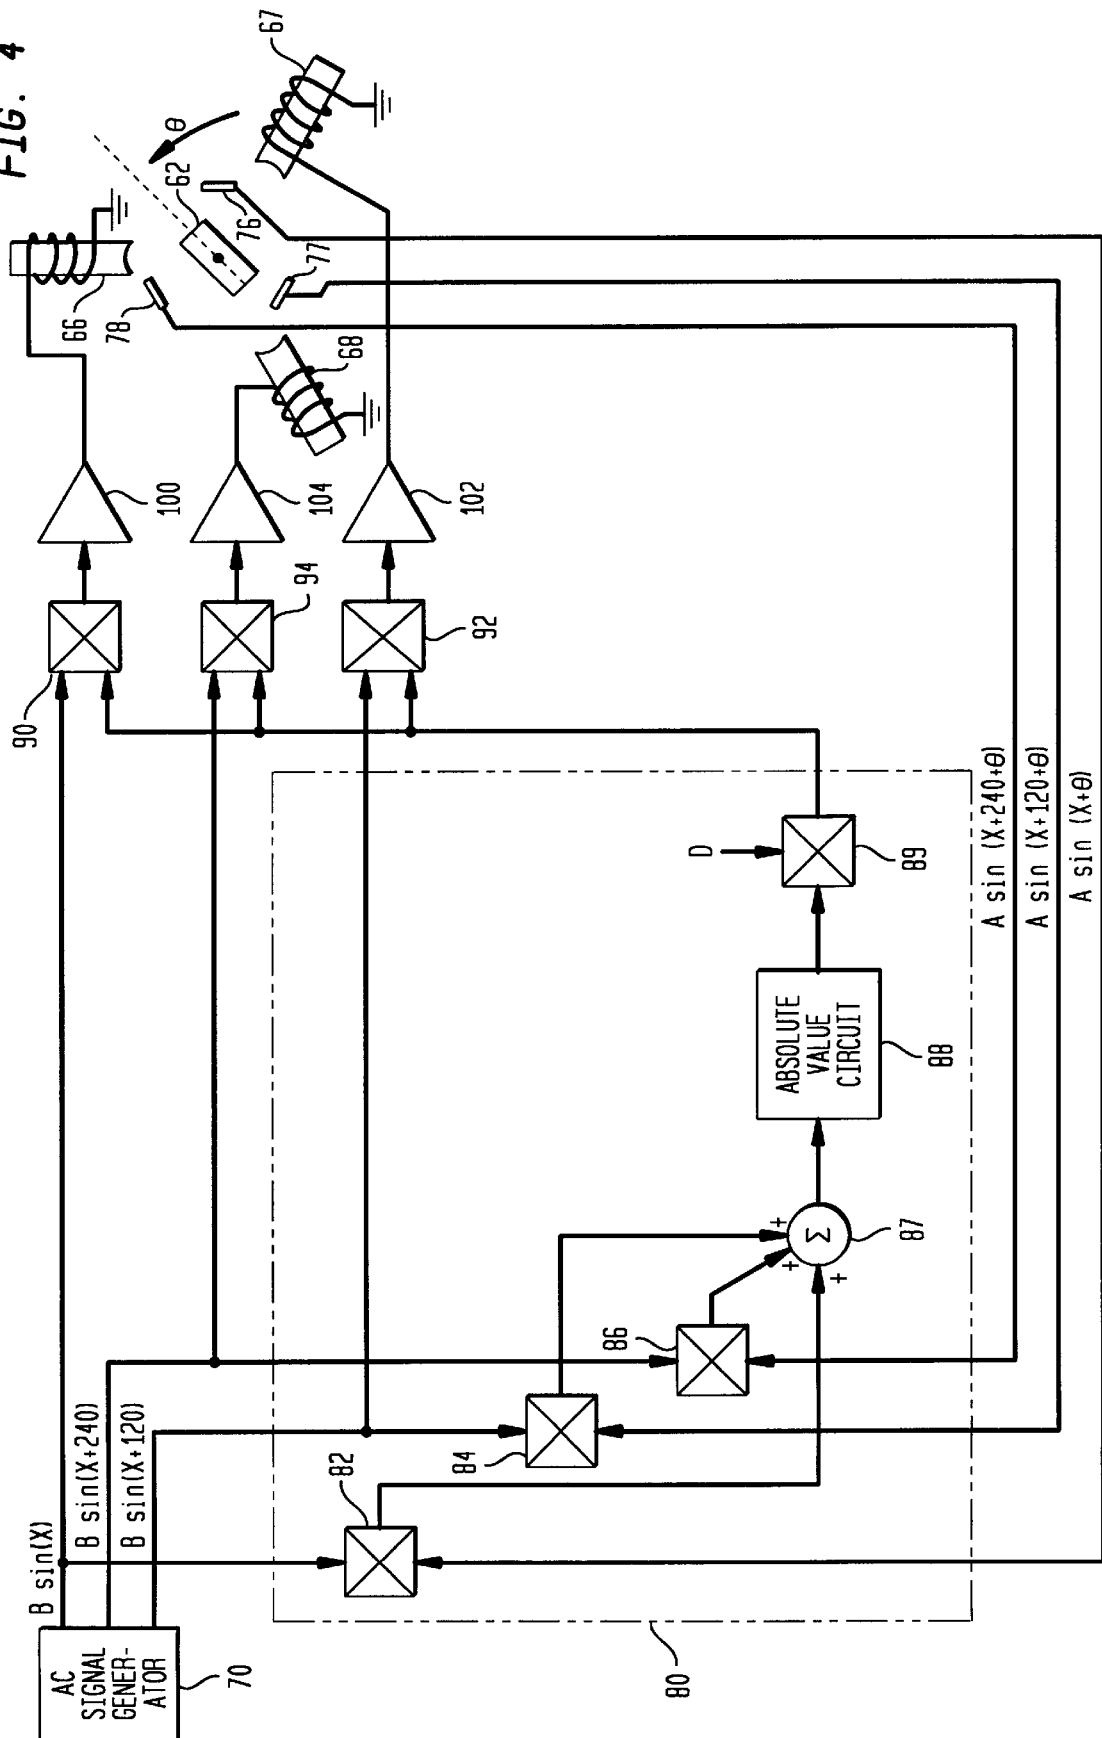 FIG. 4
AC
SIGNAL
GENER-
ATOR
70
B sin(X)
B sin(X+240)
B sin(X+120)
90
94
92
100
104
102
66
67
68
62
θ
76
77
78
80
82
84
86
+
+
+
Σ
87
ABSOLUTE
VALUE
CIRCUIT
88
D
89
A sin (X+240+θ)
A sin (X+120+θ)
A sin (X+θ)